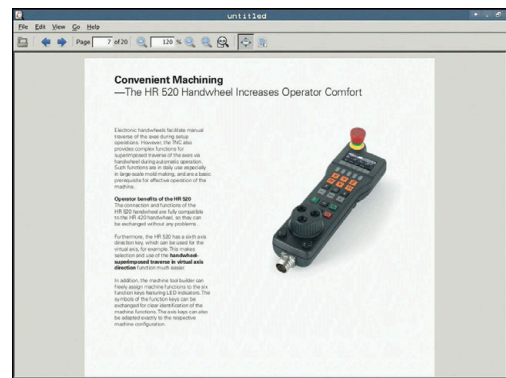 untitled
File Edit View Go Help
Page 7 of 20 120 %
Convenient Machining
—The HR 520 Handwheel Increases Operator Comfort
Electronic handwheels facilitate manual
traverse of the axes during setup
operations. However, the TNC also
provides complex functions for
superimposed traverse of the axes via
handwheel during automatic operation.
Such functions are in daily use especially
in large-scale mold making, and are a basic
prerequisite for effective operation of the
machine.
Operator benefits of the HR 520
The connection and functions of the
HR 520 handwheel are fully compatible
to the HR 420 handwheel, so they can
be exchanged without any problems.
Furthermore, the HR 520 has a sixth axis
direction key, which can be used for the
virtual axis, for example. This makes
selection and use of the handwheel-
superimposed traverse in virtual axis
direction function much easier.
In addition, the machine tool builder can
freely assign machine functions to the six
function keys featuring LED indicators. The
symbols of the function keys can be
exchanged for clear identification of the
machine functions. The axis keys can also
be adapted exactly to the respective
machine configuration.